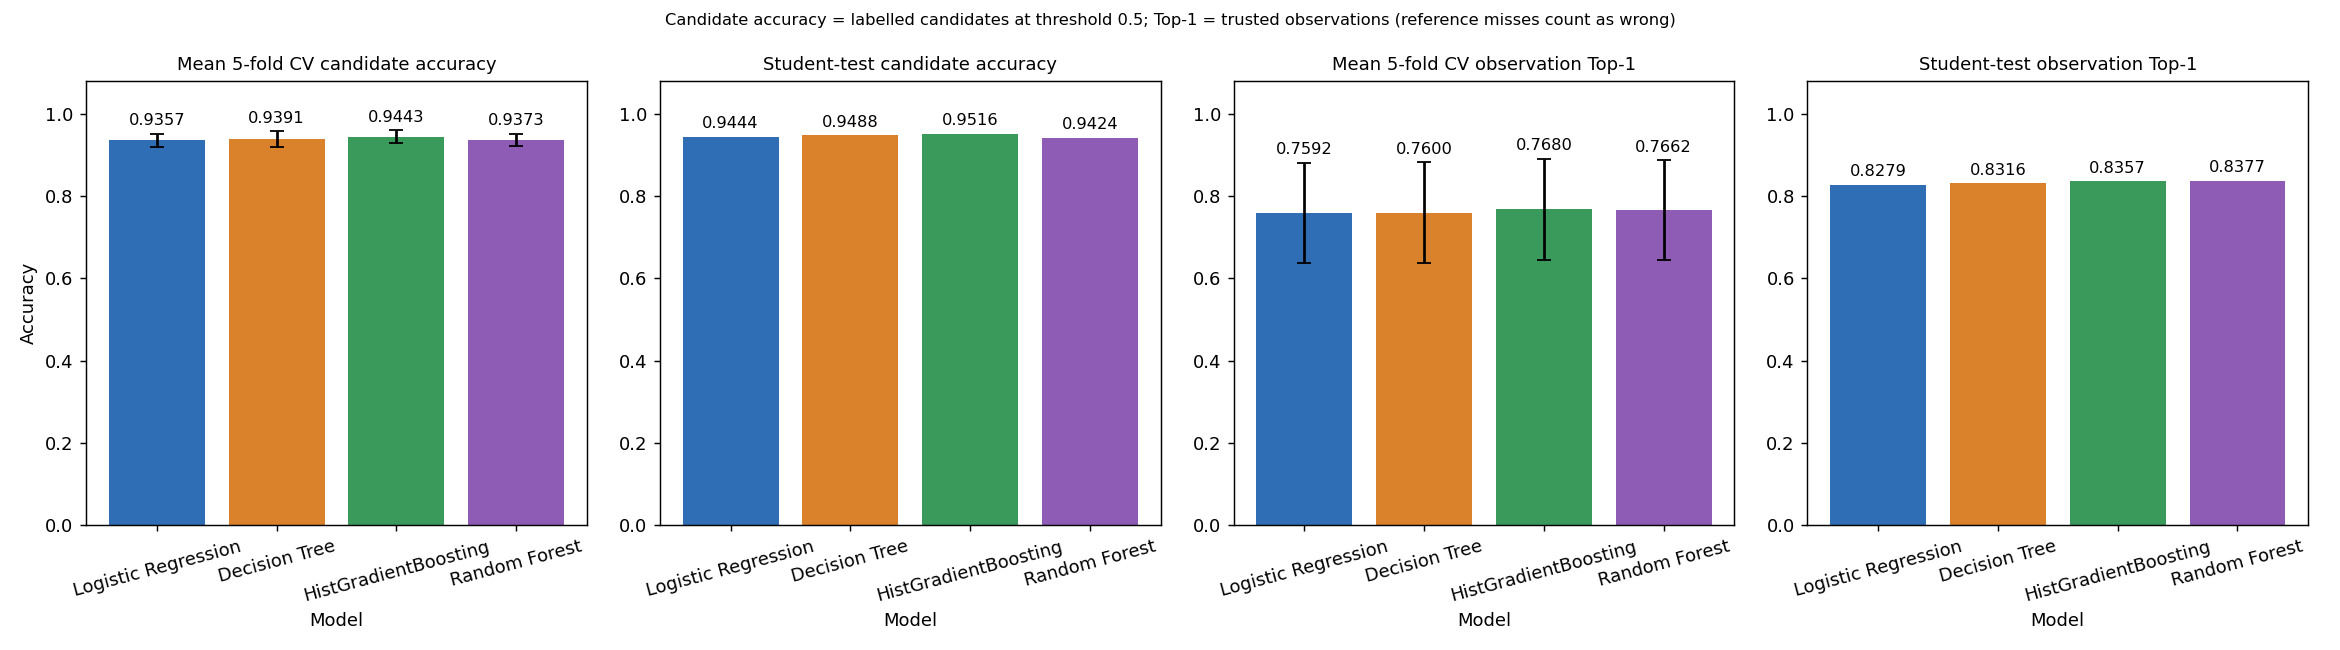 Candidate accuracy = labelled candidates at threshold 0.5; Top-1 = trusted observations (reference misses count as wrong)
Mean 5-fold CV candidate accuracy
Accuracy
1.0
0.8
0.6
0.4
0.2
0.0
0.9357
0.9391
0.9443
0.9373
Logistic Regression
Decision Tree
HistGradientBoosting
Random Forest
Model
Student-test candidate accuracy
1.0
0.8
0.6
0.4
0.2
0.0
0.9444
0.9488
0.9516
0.9424
Logistic Regression
Decision Tree
HistGradientBoosting
Random Forest
Model
Mean 5-fold CV observation Top-1
1.0
0.8
0.6
0.4
0.2
0.0
0.7592
0.7600
0.7680
0.7662
Logistic Regression
Decision Tree
HistGradientBoosting
Random Forest
Model
Student-test observation Top-1
1.0
0.8
0.6
0.4
0.2
0.0
0.8279
0.8316
0.8357
0.8377
Logistic Regression
Decision Tree
HistGradientBoosting
Random Forest
Model